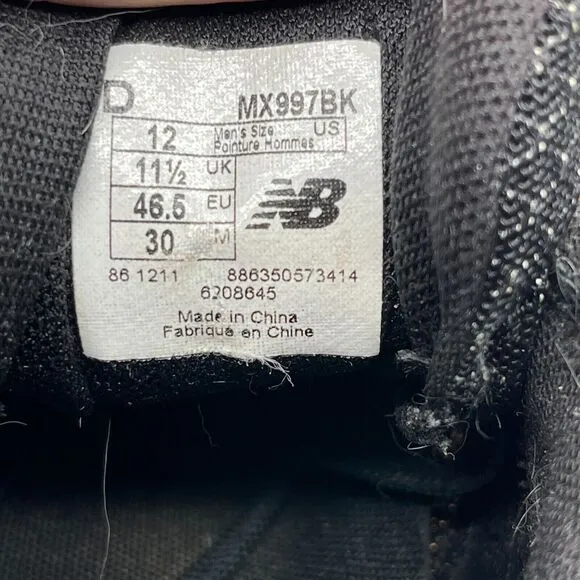 D MX997BK
12 Men's Size US
Pointure Hommes
11½ UK
46.5 EU
30 M
NB
86 1211 886350573414
6208645
Made in China
Fabriqué en Chine